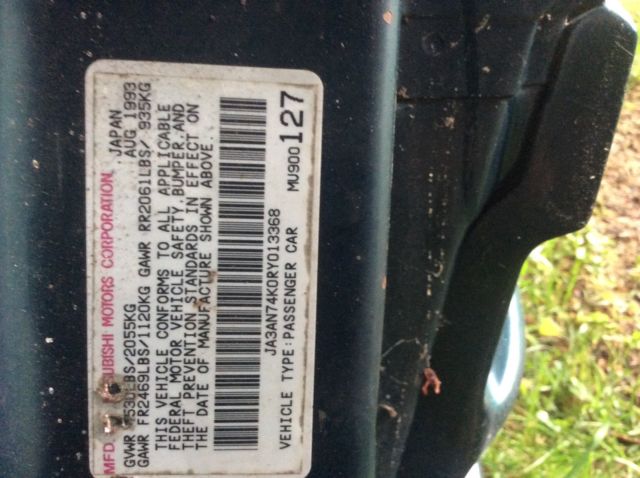 MFD MITSUBISHI MOTORS CORPORATION JAPAN
AUG 1993
GVWR 4530LBS/2055KG
GAWR FR2469LBS/1120KG GAWR RR2061LBS/ 935KG
THIS VEHICLE CONFORMS TO ALL APPLICABLE
FEDERAL MOTOR VEHICLE SAFETY,BUMPER,AND
THEFT PREVENTION STANDARDS IN EFFECT ON
THE DATE OF MANUFACTURE SHOWN ABOVE.
JA3AN74K0RY013368
VEHICLE TYPE:PASSENGER CAR MU900 127